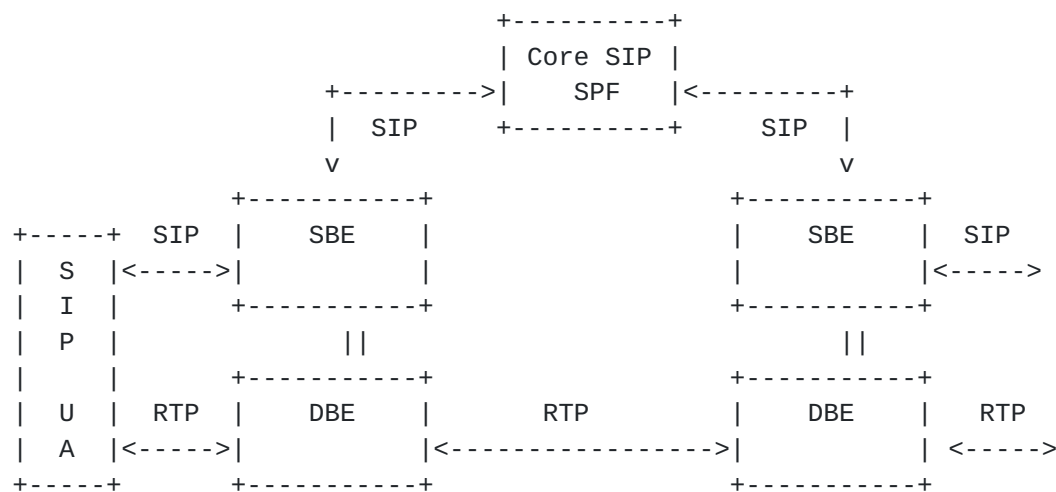 +----------+
                            | Core SIP |
                  +--------->|    SPF   |<---------+
                  |  SIP    +----------+    SIP  |
                  v                             v
            +-----------+                 +-----------+
+-----+ SIP |    SBE    |                 |    SBE    | SIP
|  S  |<----->|           |                 |           |<----->
|  I  |     +-----------+                 +-----------+
|  P  |           ||                            ||
|     |     +-----------+                 +-----------+
|  U  | RTP |    DBE    |      RTP        |    DBE    | RTP
|  A  |<----->|           |<---------------->|           | <----->
+-----+     +-----------+                 +-----------+